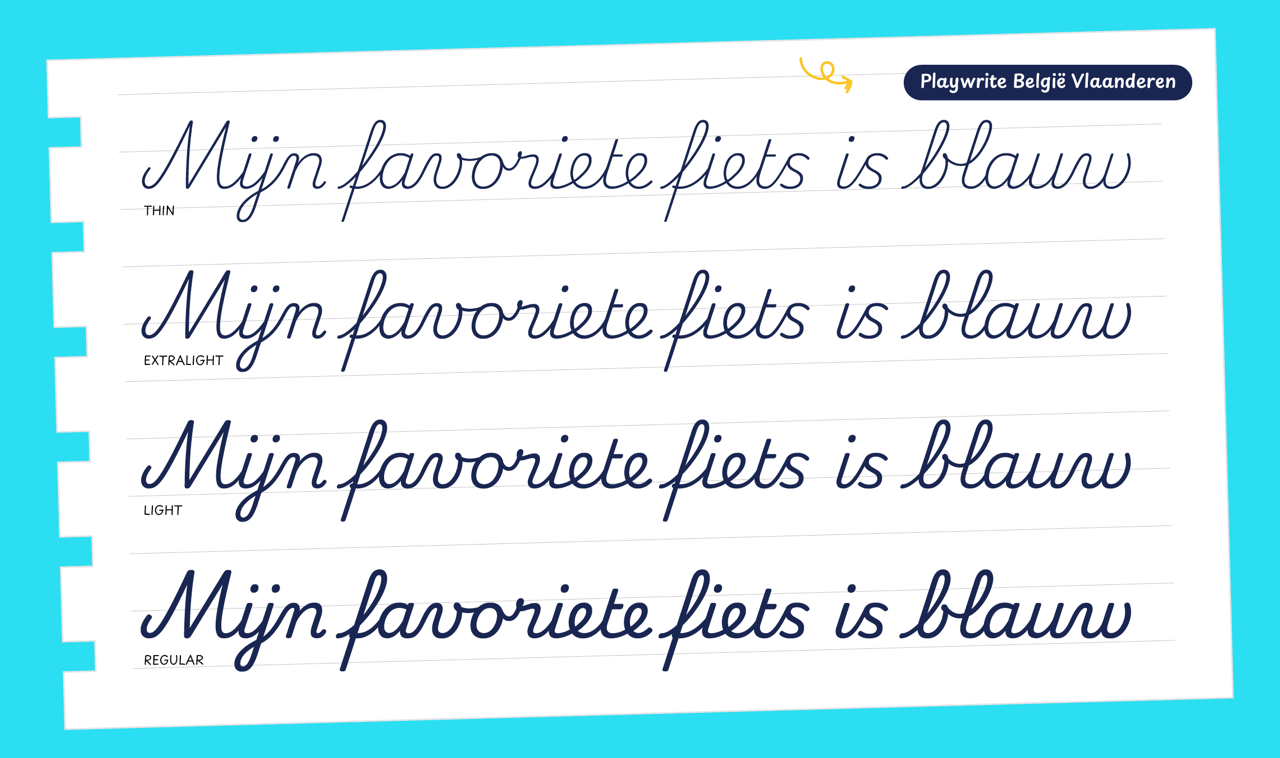 Playwrite België Vlaanderen
Mijn favoriete fiets is blauw
THIN
Mijn favoriete fiets is blauw
EXTRALIGHT
Mijn favoriete fiets is blauw
LIGHT
Mijn favoriete fiets is blauw
REGULAR